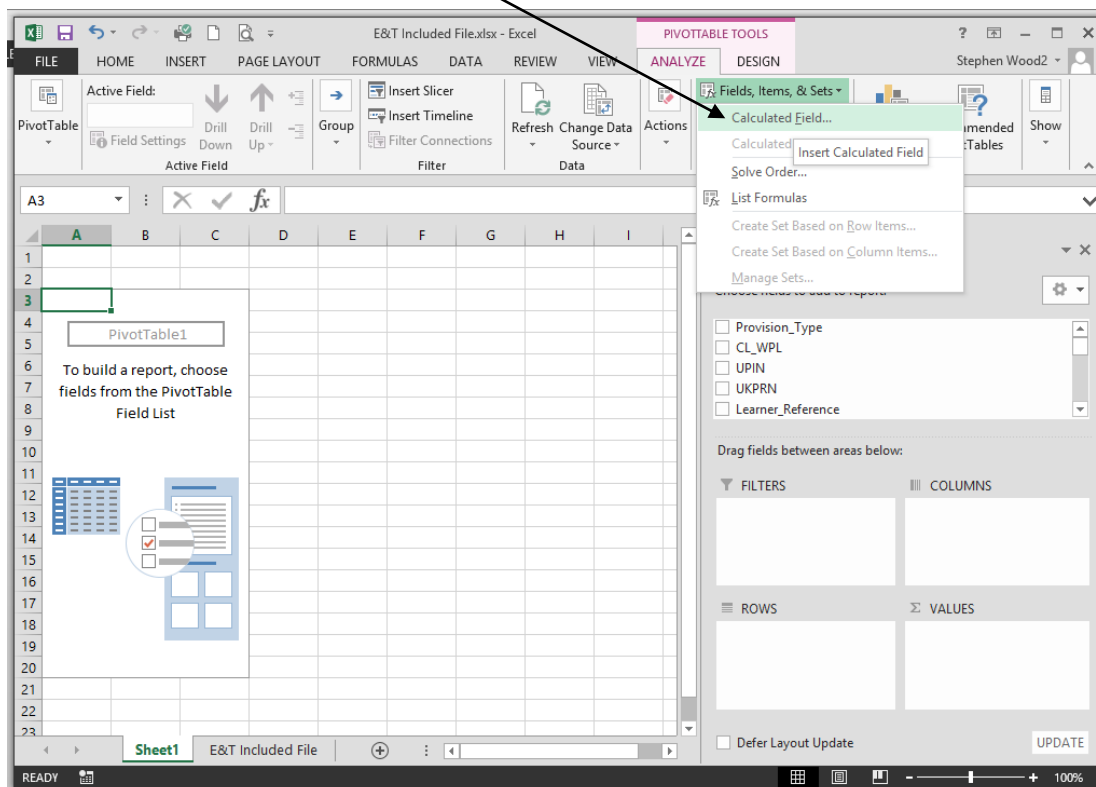 E&T Included File.xlsx - Excel
PIVOTTABLE TOOLS
FILE HOME INSERT PAGE LAYOUT FORMULAS DATA REVIEW VIEW ANALYZE DESIGN Stephen Wood2
PivotTable
Active Field:
Field Settings
Drill Down
Drill Up
Active Field
Group
Insert Slicer
Insert Timeline
Filter Connections
Filter
Refresh
Change Data Source
Data
Actions
Fields, Items, & Sets
Calculated Field...
Calculated
Insert Calculated Field
Solve Order...
List Formulas
Create Set Based on Row Items...
Create Set Based on Column Items...
Manage Sets...
Show
A3
fx
A B C D E F G H I
1
2
3
4
5
6
7
8
9
10
11
12
13
14
15
16
17
18
19
20
21
22
23
PivotTable1
To build a report, choose
fields from the PivotTable
Field List
Choose fields to add to report:
Provision_Type
CL_WPL
UPIN
UKPRN
Learner_Reference
Drag fields between areas below:
FILTERS
COLUMNS
ROWS
Σ VALUES
Defer Layout Update
UPDATE
Sheet1
E&T Included File
READY
100%